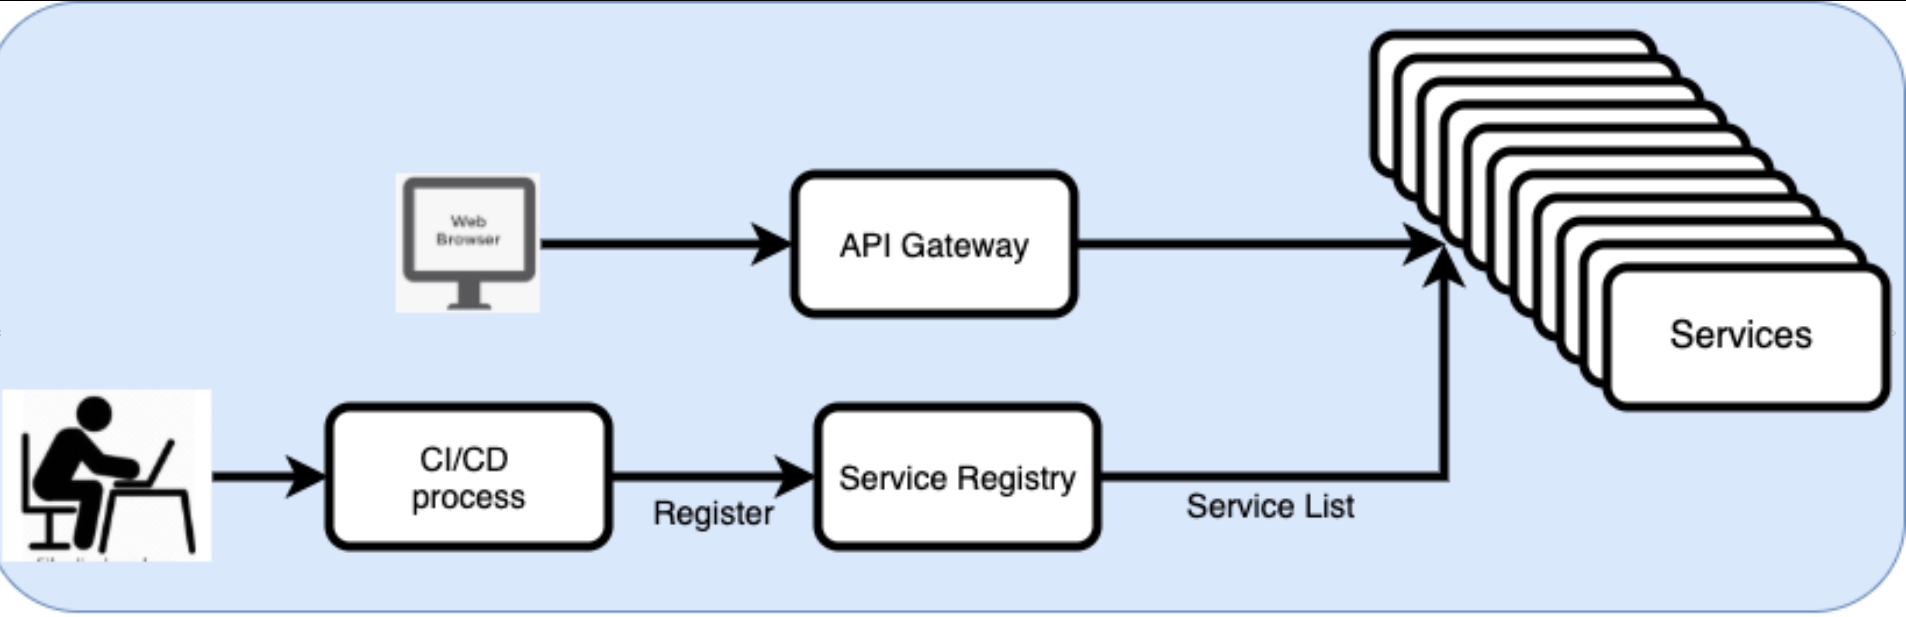 Web
Browser
API Gateway
Services
CI/CD
process
Register
Service Registry
Service List